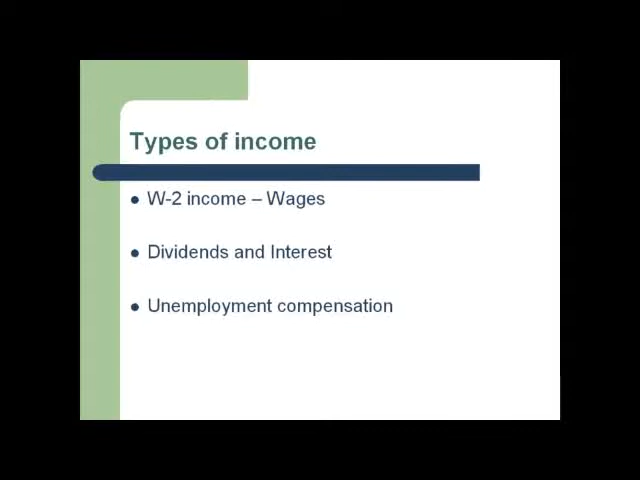 Types of income
• W-2 income – Wages
• Dividends and Interest
• Unemployment compensation